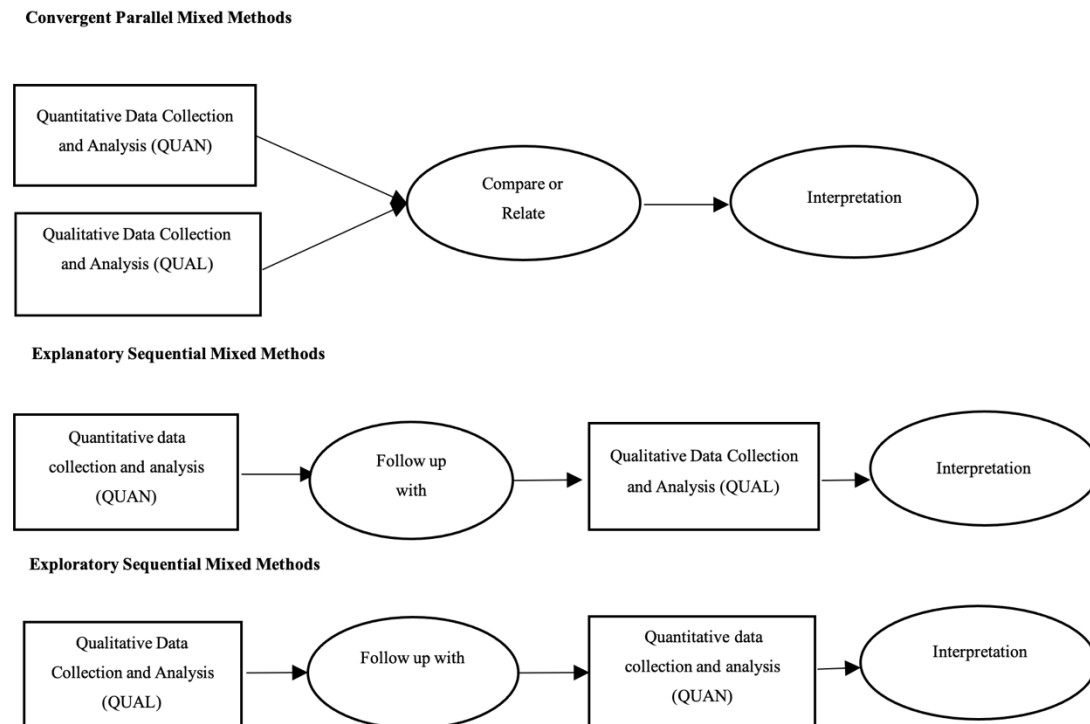 Convergent Parallel Mixed Methods
Quantitative Data Collection
and Analysis (QUAN)
Qualitative Data Collection
and Analysis (QUAL)
Compare or
Relate
Interpretation
Explanatory Sequential Mixed Methods
Quantitative data
collection and analysis
(QUAN)
Follow up
with
Qualitative Data Collection
and Analysis (QUAL)
Interpretation
Exploratory Sequential Mixed Methods
Qualitative Data
Collection and Analysis
(QUAL)
Follow up with
Quantitative data
collection and analysis
(QUAN)
Interpretation